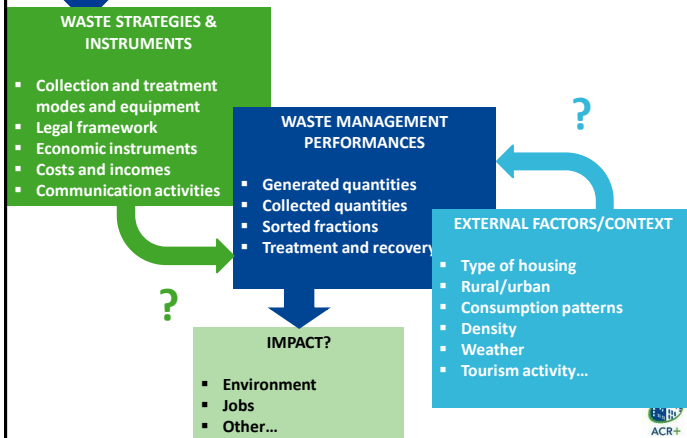 WASTE STRATEGIES &
INSTRUMENTS
▪ Collection and treatment
modes and equipment
▪ Legal framework
▪ Economic instruments
▪ Costs and incomes
▪ Communication activities
?
WASTE MANAGEMENT
PERFORMANCES
▪ Generated quantities
▪ Collected quantities
▪ Sorted fractions
▪ Treatment and recovery
?
EXTERNAL FACTORS/CONTEXT
▪ Type of housing
▪ Rural/urban
▪ Consumption patterns
▪ Density
▪ Weather
▪ Tourism activity…
IMPACT?
▪ Environment
▪ Jobs
▪ Other…
ACR+